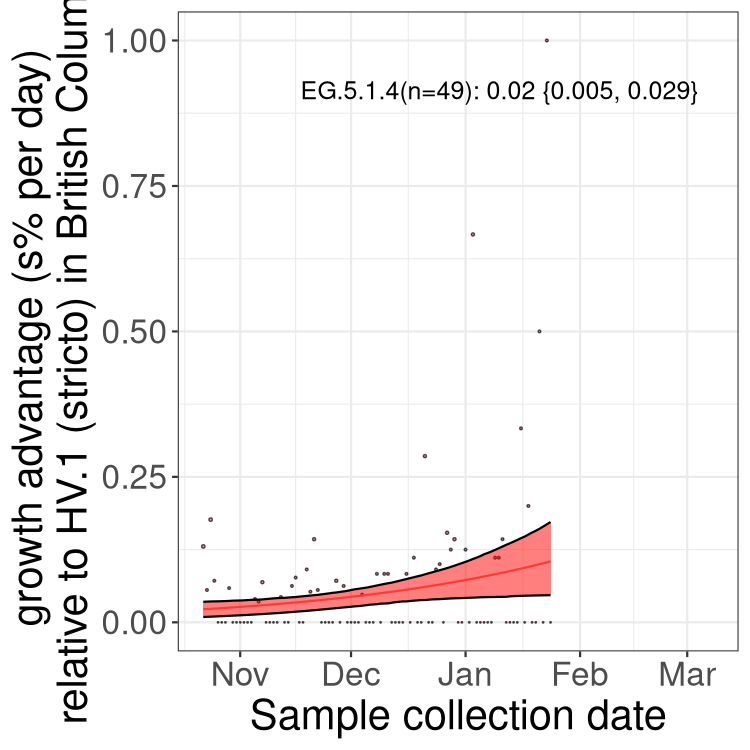 growth advantage (s% per day)
relative to HV.1 (stricto) in British Colum
1.00
0.75
0.50
0.25
0.00
EG.5.1.4(n=49): 0.02 {0.005, 0.029}
Nov Dec Jan Feb Mar
Sample collection date